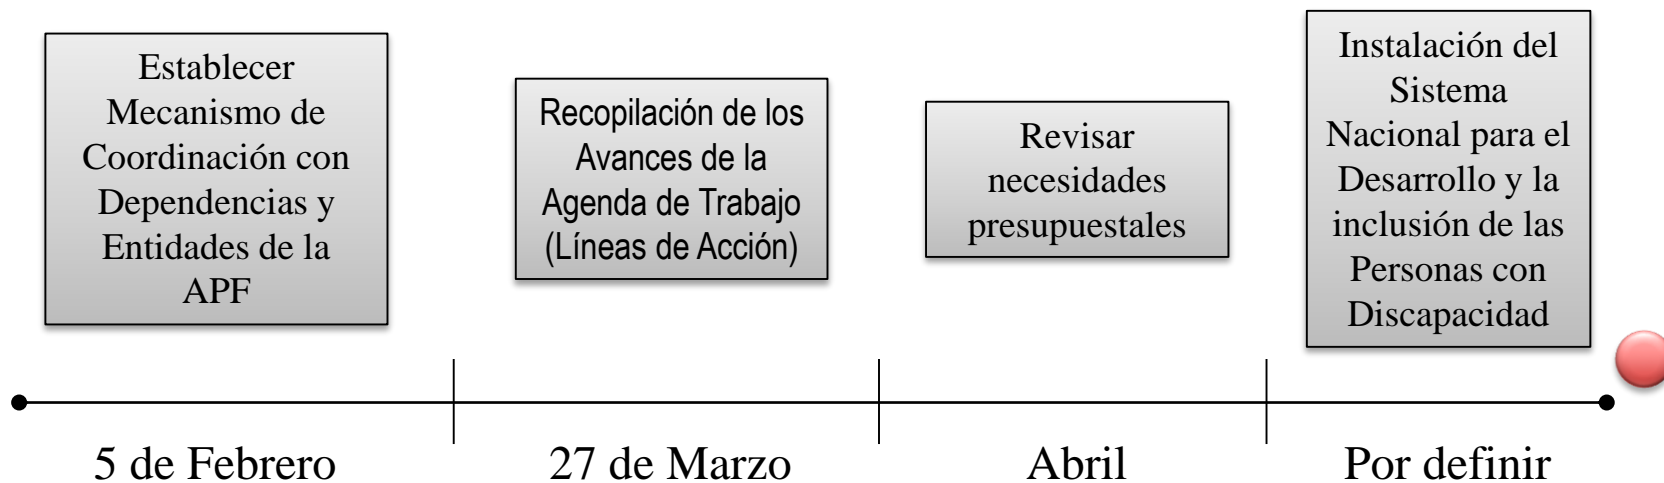 Establecer
Mecanismo de
Coordinación con
Dependencias y
Entidades de la
APF
Recopilación de los
Avances de la
Agenda de Trabajo
(Líneas de Acción)
Revisar
necesidades
presupuestales
Instalación del
Sistema
Nacional para el
Desarrollo y la
inclusión de las
Personas con
Discapacidad
5 de Febrero
27 de Marzo
Abril
Por definir